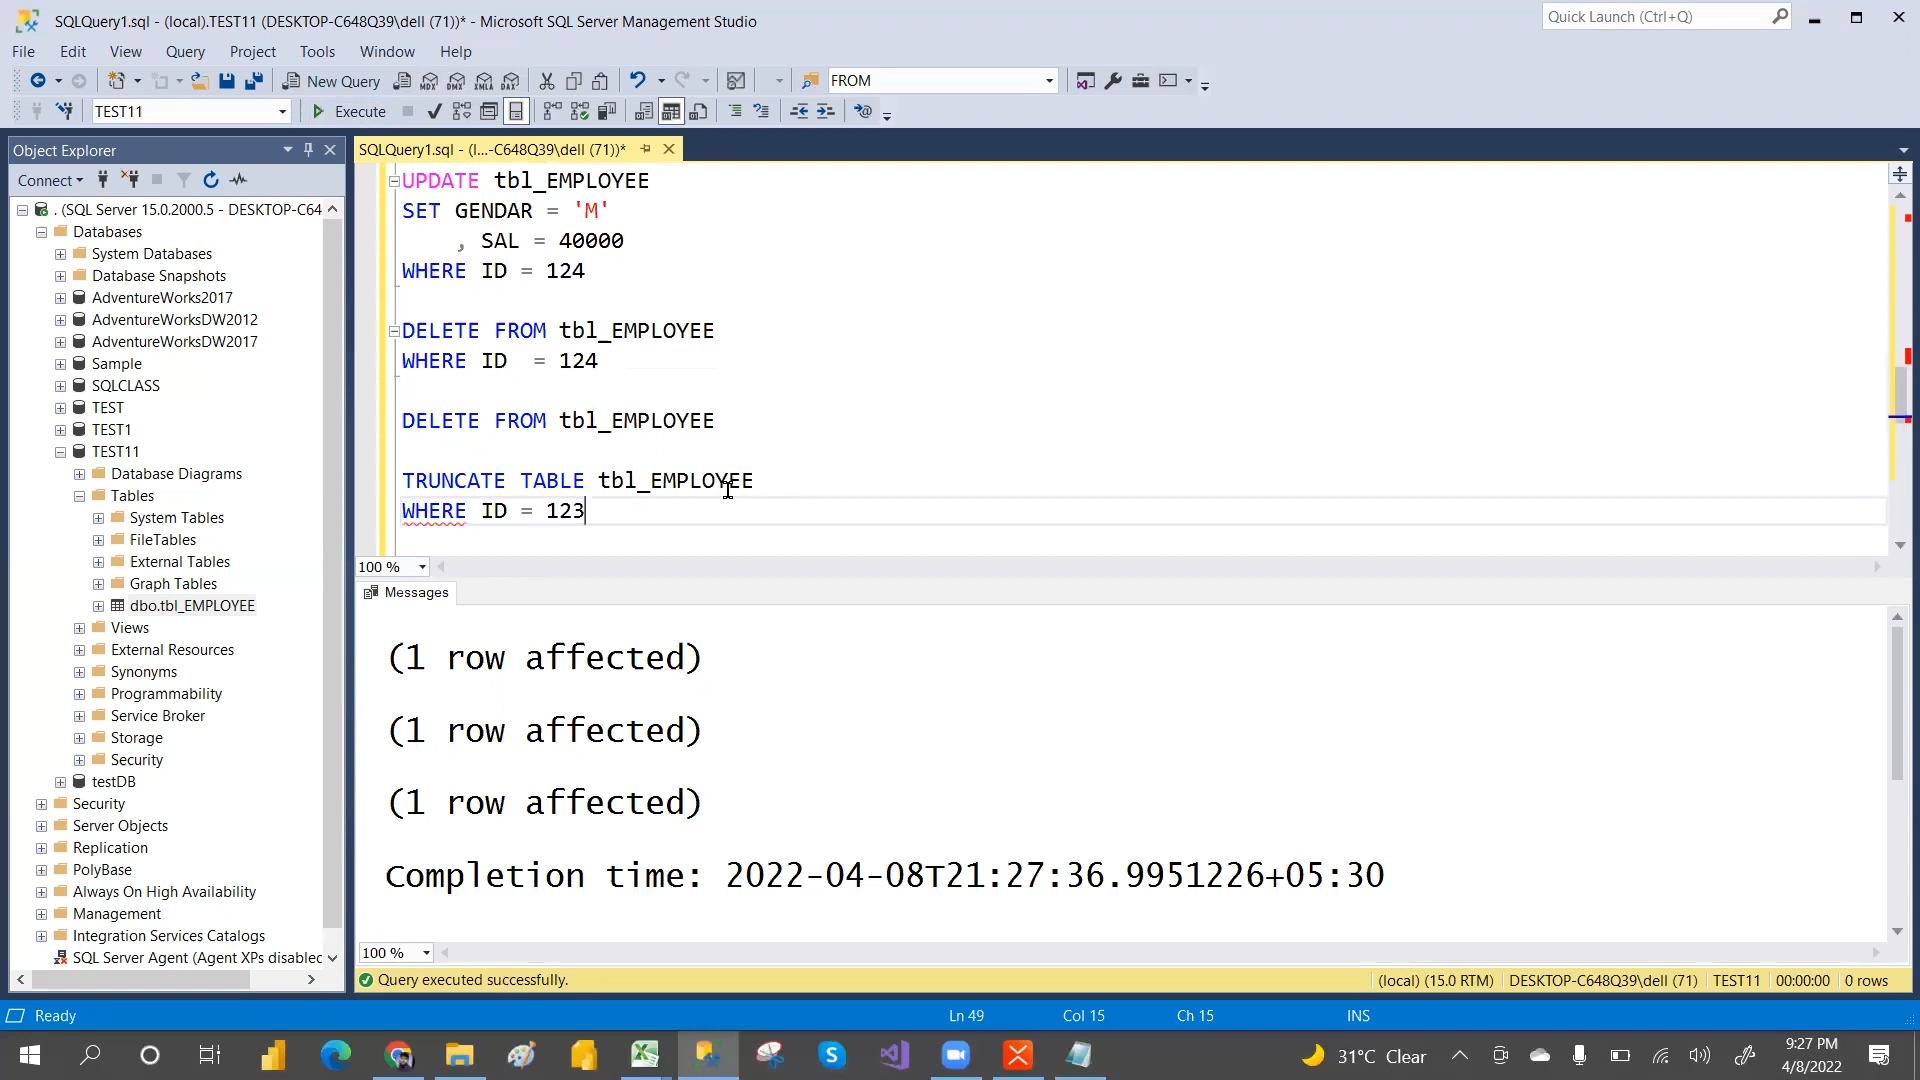 SQLQuery1.sql - (local).TEST11 (DESKTOP-C648Q39\dell (71))* - Microsoft SQL Server Management Studio
Quick Launch (Ctrl+Q)
File Edit View Query Project Tools Window Help
New Query
MDX DMX XMLA DAX
FROM
TEST11
Execute
Object Explorer
Connect
. (SQL Server 15.0.2000.5 - DESKTOP-C64
Databases
System Databases
Database Snapshots
AdventureWorks2017
AdventureWorksDW2012
AdventureWorksDW2017
Sample
SQLCLASS
TEST
TEST1
TEST11
Database Diagrams
Tables
System Tables
FileTables
External Tables
Graph Tables
dbo.tbl_EMPLOYEE
Views
External Resources
Synonyms
Programmability
Service Broker
Storage
Security
testDB
Security
Server Objects
Replication
PolyBase
Always On High Availability
Management
Integration Services Catalogs
SQL Server Agent (Agent XPs disabled
SQLQuery1.sql - (l...-C648Q39\dell (71))*
UPDATE tbl_EMPLOYEE
SET GENDAR = 'M'
, SAL = 40000
WHERE ID = 124
DELETE FROM tbl_EMPLOYEE
WHERE ID  = 124
DELETE FROM tbl_EMPLOYEE
TRUNCATE TABLE tbl_EMPLOYEE
WHERE ID = 123
100 %
Messages
(1 row affected)
(1 row affected)
(1 row affected)
Completion time: 2022-04-08T21:27:36.9951226+05:30
100 %
Query executed successfully.
(local) (15.0 RTM) DESKTOP-C648Q39\dell (71) TEST11 00:00:00 0 rows
Ready
Ln 49 Col 15 Ch 15 INS
31°C Clear
9:27 PM
4/8/2022